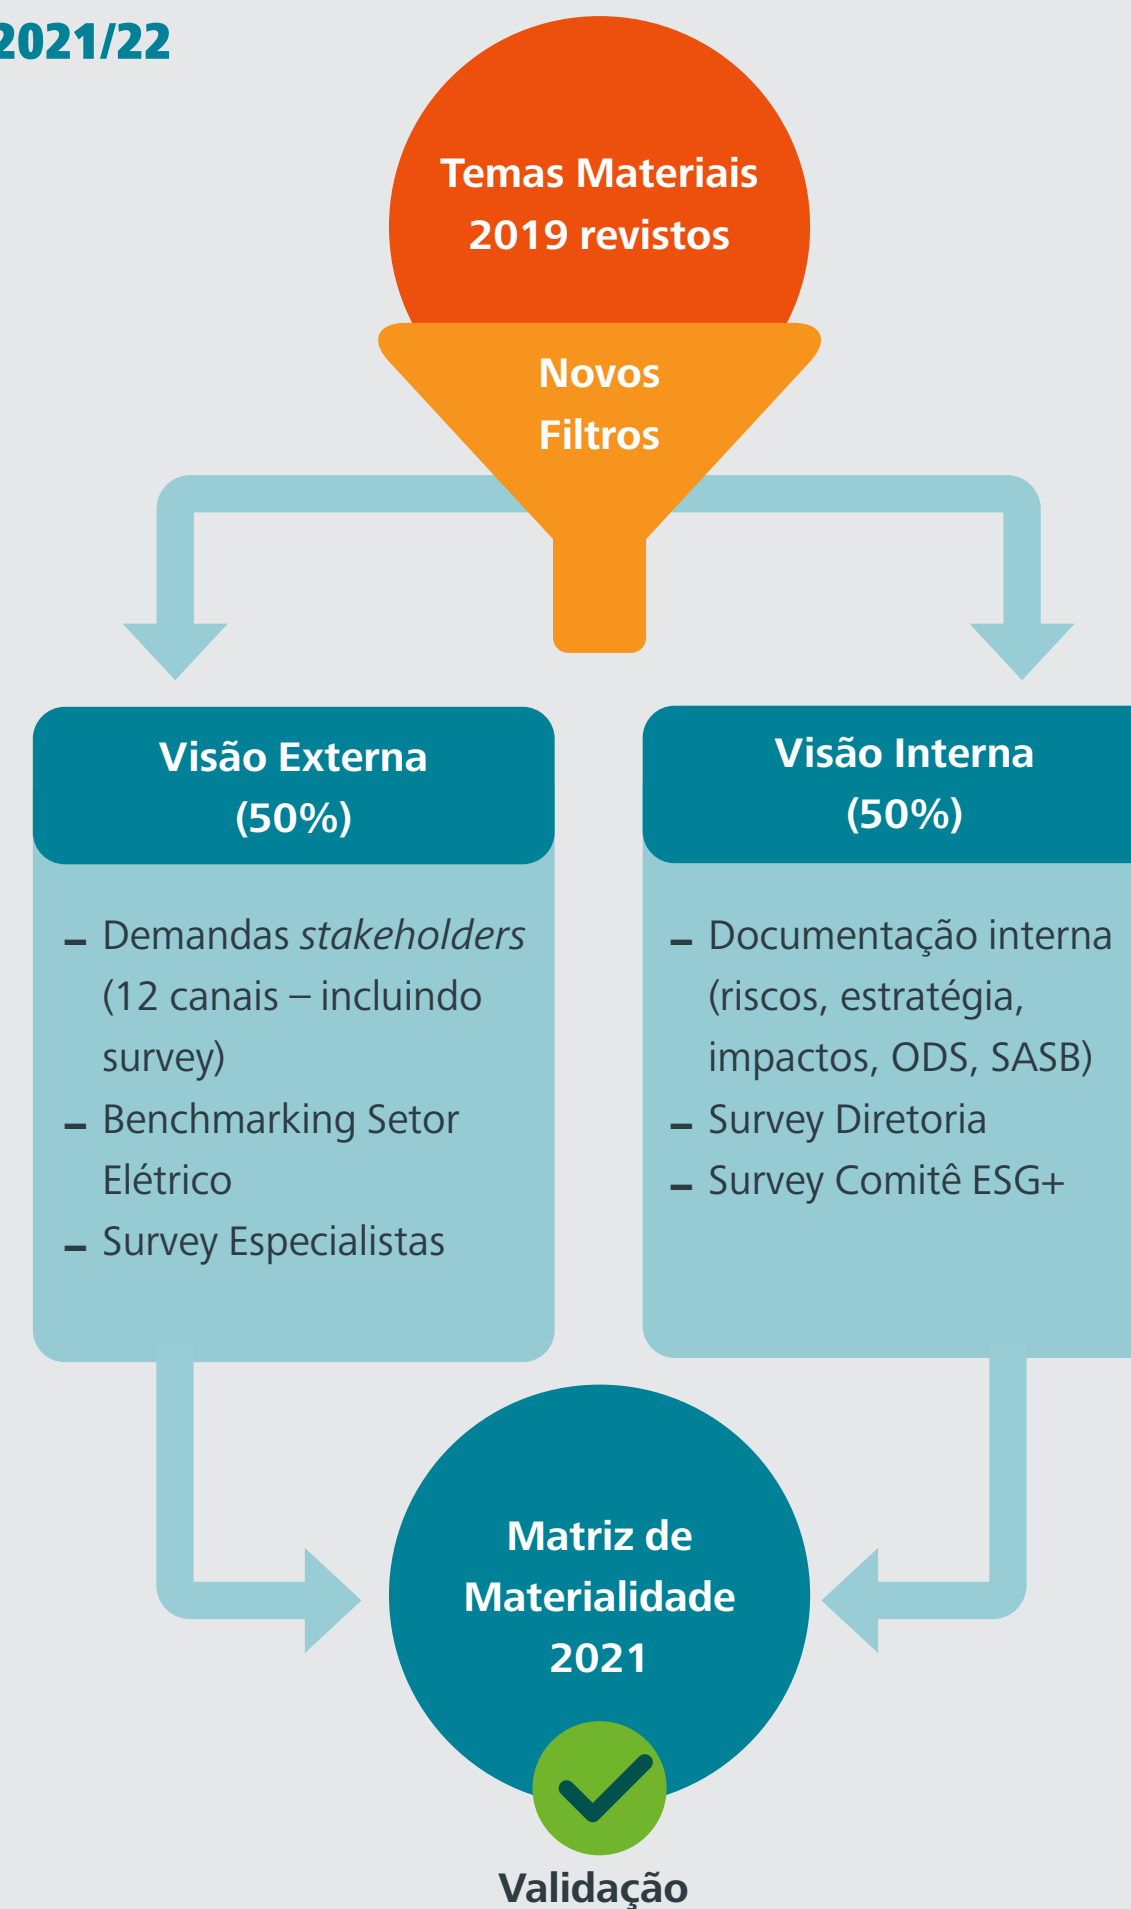 2021/22
Temas Materiais
2019 revistos
Novos
Filtros
Visão Externa
(50%)
– Demandas stakeholders
(12 canais – incluindo
survey)
– Benchmarking Setor
Elétrico
– Survey Especialistas
Visão Interna
(50%)
– Documentação interna
(riscos, estratégia,
impactos, ODS, SASB)
– Survey Diretoria
– Survey Comitê ESG+
Matriz de
Materialidade
2021
Validação